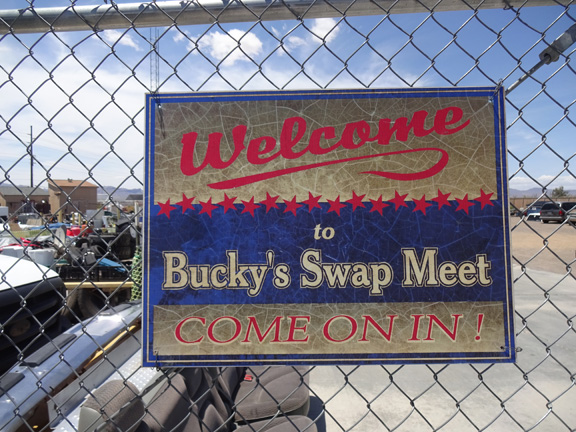 Welcome
to
Bucky's Swap Meet
COME ON IN!